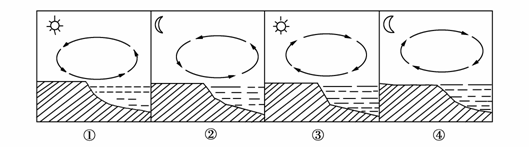 ① ② ③ ④